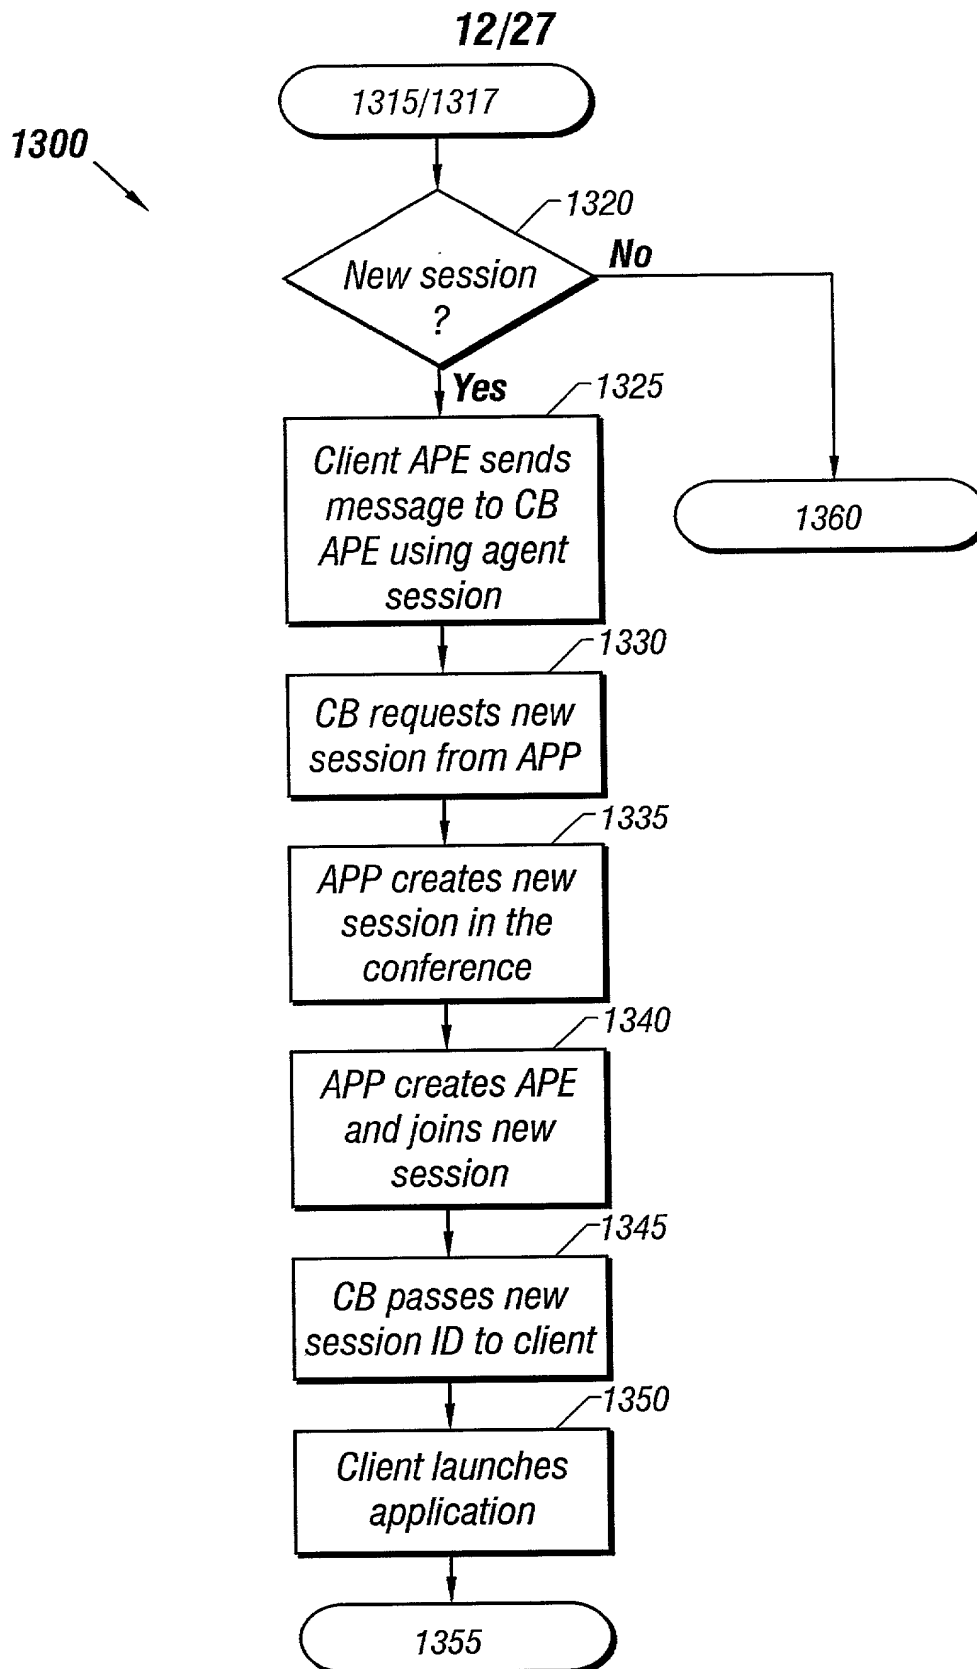 12/27
1315/1317
1300
1320
New session
?
No
Yes
1325
Client APE sends
message to CB
APE using agent
session
1360
1330
CB requests new
session from APP
1335
APP creates new
session in the
conference
1340
APP creates APE
and joins new
session
1345
CB passes new
session ID to client
1350
Client launches
application
1355